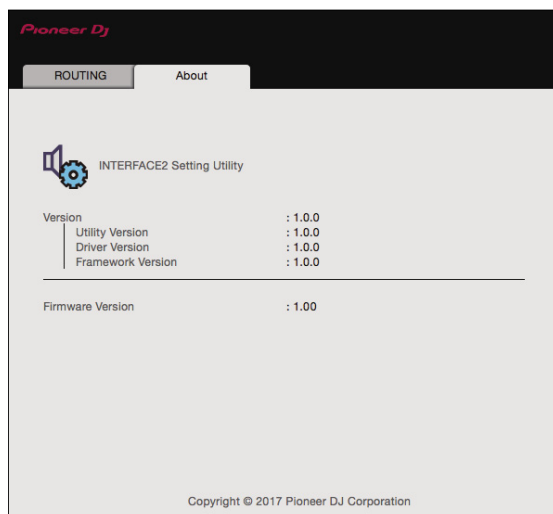 Pioneer Dj
ROUTING About
INTERFACE2 Setting Utility
Version : 1.0.0
Utility Version : 1.0.0
Driver Version : 1.0.0
Framework Version : 1.0.0
Firmware Version : 1.00
Copyright © 2017 Pioneer DJ Corporation